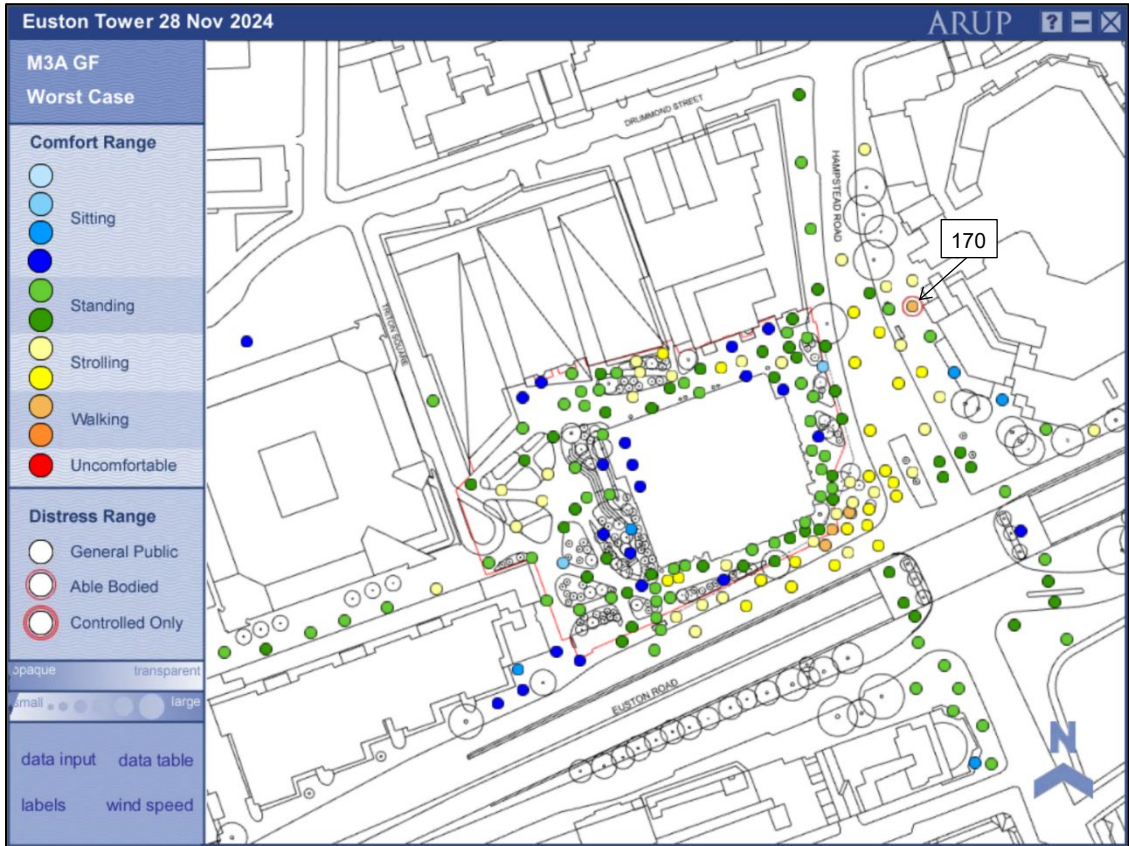 Euston Tower 28 Nov 2024
ARUP
?
M3A GF
Worst Case
Comfort Range
Sitting
Standing
Strolling
Walking
Uncomfortable
Distress Range
General Public
Able Bodied
Controlled Only
opaque transparent
small large
data input data table
labels wind speed
DRUMMOND STREET
HAMPSTEAD ROAD
170
TRITON SQUARE
EUSTON ROAD
N